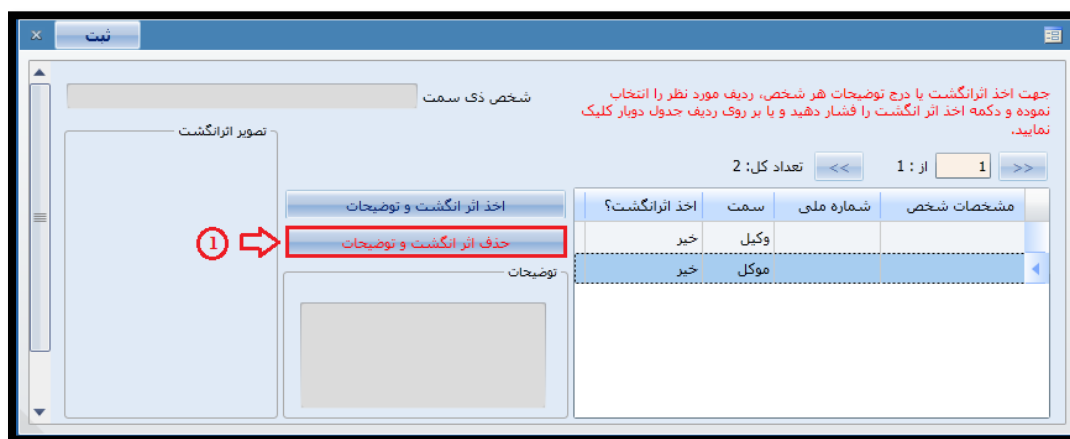 ثبت
جهت اخذ اثرانگشت یا درج توضیحات هر شخص، ردیف مورد نظر را انتخاب
نموده و دکمه اخذ اثر انگشت را فشار دهید و یا بر روی ردیف جدول دوبار کلیک
نمایید.
شخص ذی سمت
تصویر اثرانگشت
<< 1 از : 1 >> تعداد کل: 2
مشخصات شخص شماره ملی سمت اخذ اثرانگشت؟
وکیل خیر
موکل خیر
اخذ اثر انگشت و توضیحات
حذف اثر انگشت و توضیحات
1
توضیحات